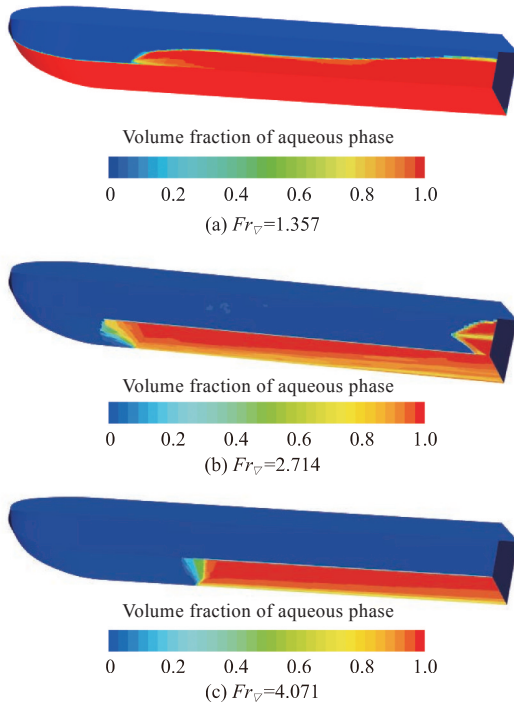 Volume fraction of aqueous phase
0 0.2 0.4 0.6 0.8 1.0
(a) Fr▽=1.357
Volume fraction of aqueous phase
0 0.2 0.4 0.6 0.8 1.0
(b) Fr▽=2.714
Volume fraction of aqueous phase
0 0.2 0.4 0.6 0.8 1.0
(c) Fr▽=4.071